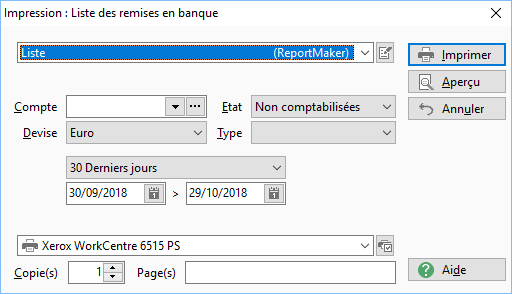 Impression : Liste des remises en banque
Liste (ReportMaker)
Imprimer
Aperçu
Annuler
Compte
Etat Non comptabilisées
Devise Euro
Type
30 Derniers jours
30/09/2018 > 29/10/2018
Xerox WorkCentre 6515 PS
Copie(s) 1 Page(s)
Aide